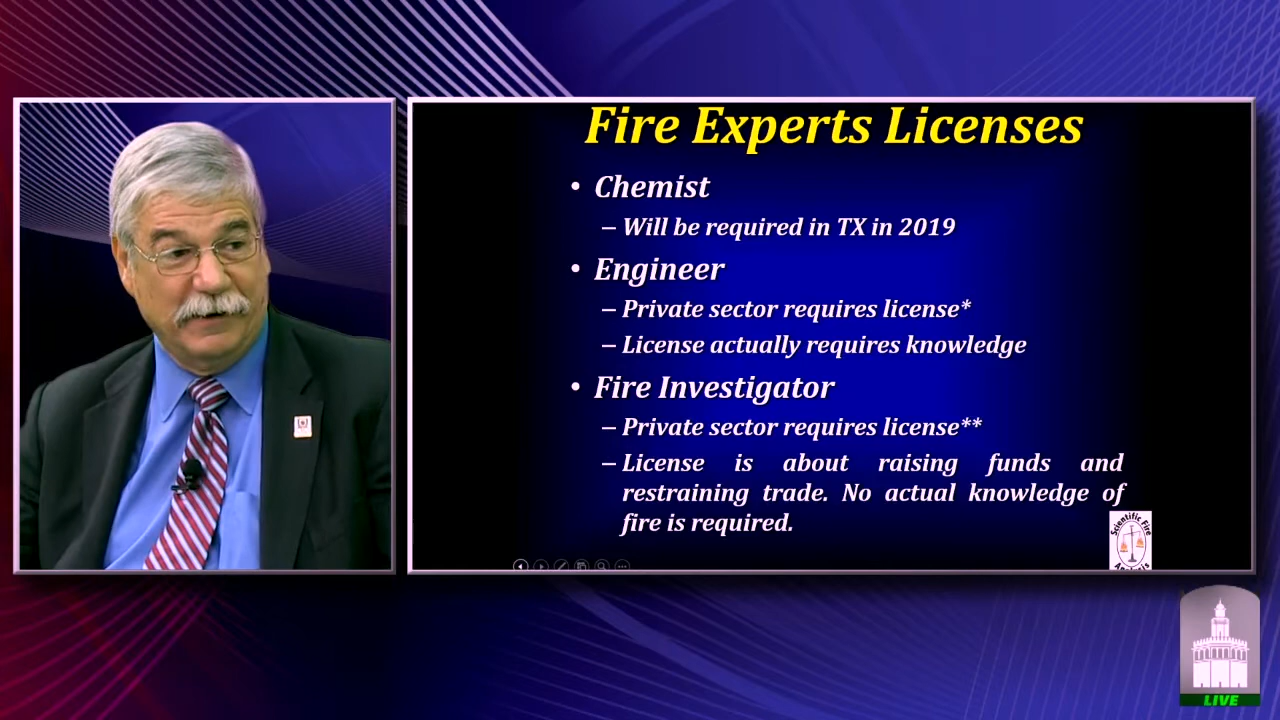 Fire Experts Licenses
• Chemist
– Will be required in TX in 2019
• Engineer
– Private sector requires license*
– License actually requires knowledge
• Fire Investigator
– Private sector requires license**
– License is about raising funds and
restraining trade. No actual knowledge of
fire is required.
Scientific Fire
LIVE